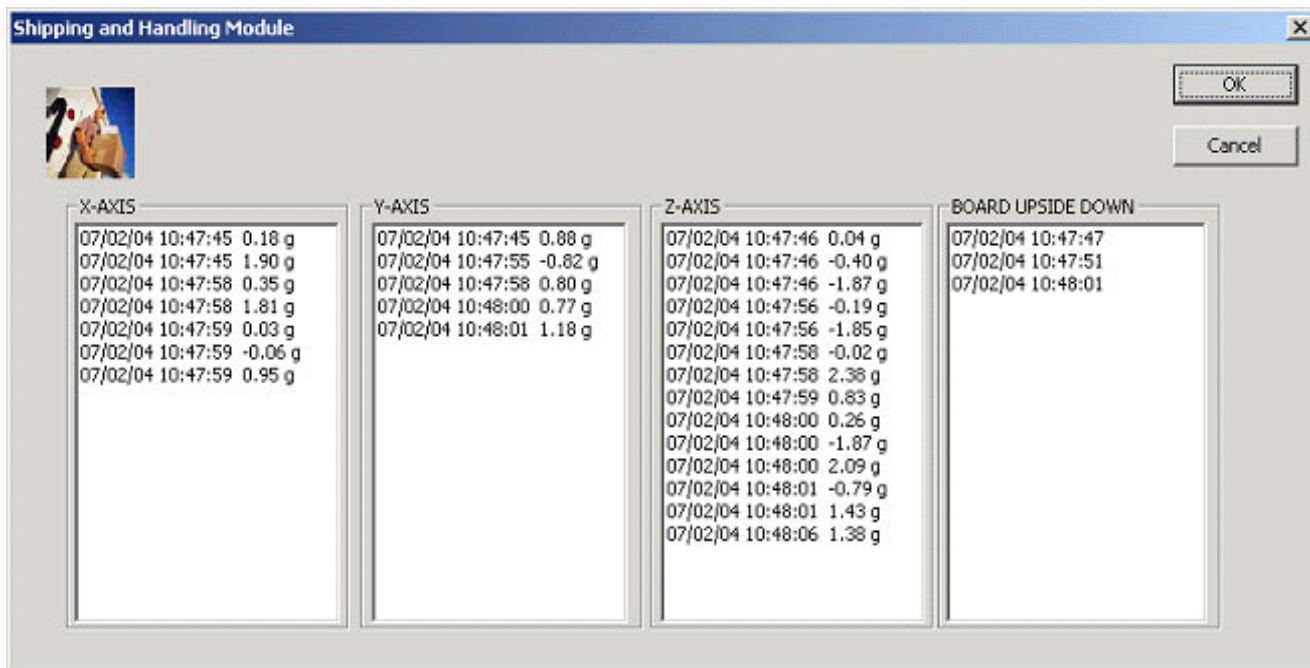 Shipping and Handling Module
OK
Cancel
X-AXIS
07/02/04 10:47:45 0.18 g
07/02/04 10:47:45 1.90 g
07/02/04 10:47:58 0.35 g
07/02/04 10:47:58 1.81 g
07/02/04 10:47:59 0.03 g
07/02/04 10:47:59 -0.06 g
07/02/04 10:47:59 0.95 g
Y-AXIS
07/02/04 10:47:45 0.88 g
07/02/04 10:47:55 -0.82 g
07/02/04 10:47:58 0.80 g
07/02/04 10:48:00 0.77 g
07/02/04 10:48:01 1.18 g
Z-AXIS
07/02/04 10:47:46 0.04 g
07/02/04 10:47:46 -0.40 g
07/02/04 10:47:46 -1.87 g
07/02/04 10:47:56 -0.19 g
07/02/04 10:47:56 -1.85 g
07/02/04 10:47:58 -0.02 g
07/02/04 10:47:58 2.38 g
07/02/04 10:47:59 0.83 g
07/02/04 10:48:00 0.26 g
07/02/04 10:48:00 -1.87 g
07/02/04 10:48:00 2.09 g
07/02/04 10:48:01 -0.79 g
07/02/04 10:48:01 1.43 g
07/02/04 10:48:06 1.38 g
BOARD UPSIDE DOWN
07/02/04 10:47:47
07/02/04 10:47:51
07/02/04 10:48:01